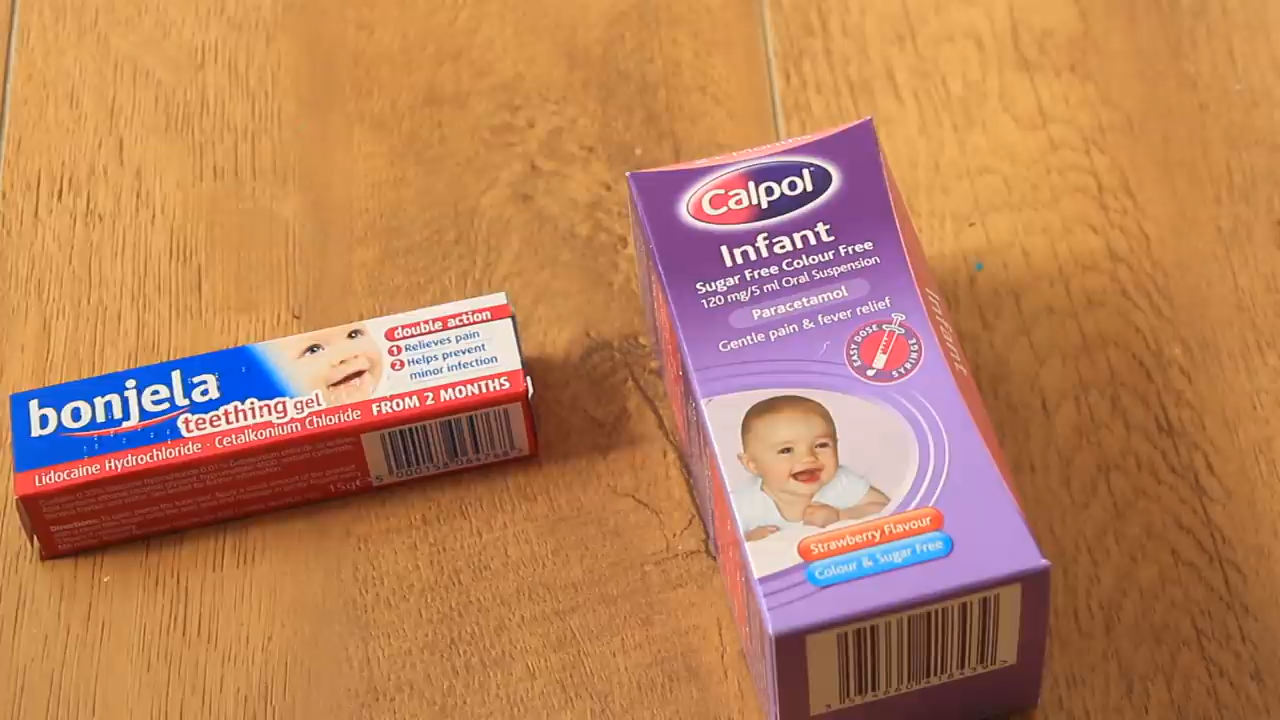 bonjela
teething gel
double action
1 Relieves pain
2 Helps prevent
minor infection
Lidocaine Hydrochloride · Cetalkonium Chloride FROM 2 MONTHS
15g
Calpol
Infant
Sugar Free Colour Free
120 mg/5 ml Oral Suspension
Paracetamol
Gentle pain & fever relief
EASY DOSE
SYRINGE
Strawberry Flavour
Colour & Sugar Free
Infant